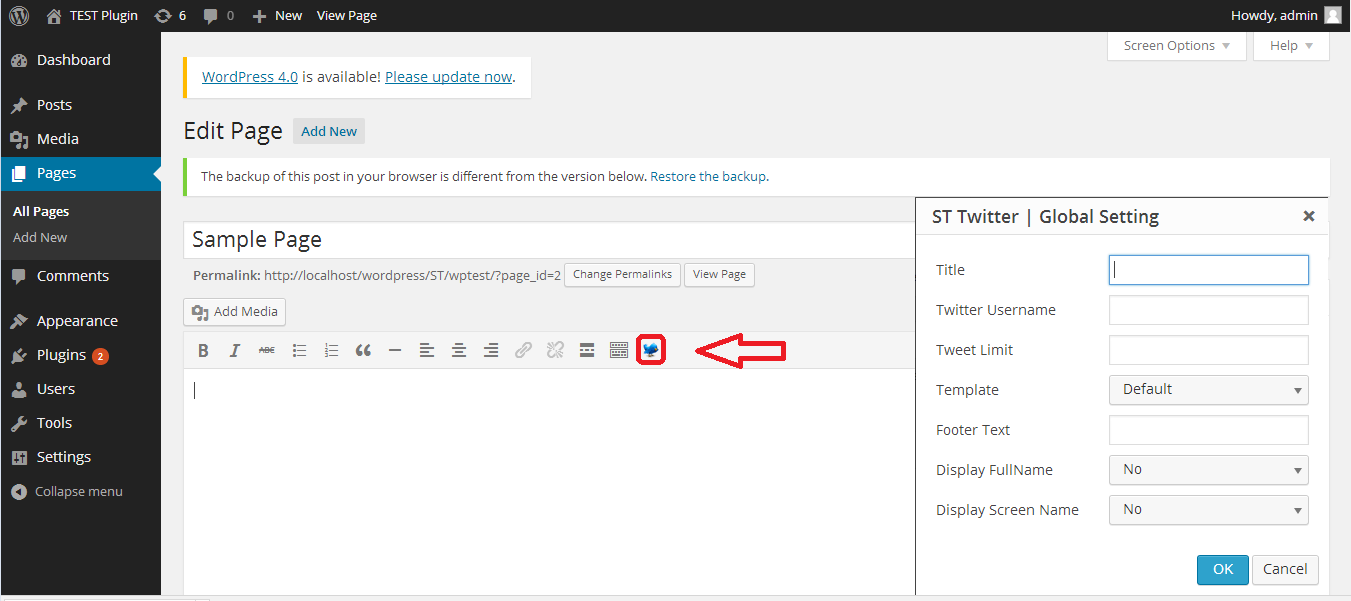 TEST Plugin 6 0 New View Page Howdy, admin
Dashboard
Posts
Media
Pages
All Pages
Add New
Comments
Appearance
Plugins 2
Users
Tools
Settings
Collapse menu
Screen Options Help
WordPress 4.0 is available! Please update now.
Edit Page Add New
The backup of this post in your browser is different from the version below. Restore the backup.
Sample Page
Permalink: http://localhost/wordpress/ST/wptest/?page_id=2 Change Permalinks View Page
Add Media
B I ABC
ST Twitter | Global Setting
Title
Twitter Username
Tweet Limit
Template Default
Footer Text
Display FullName No
Display Screen Name No
OK Cancel